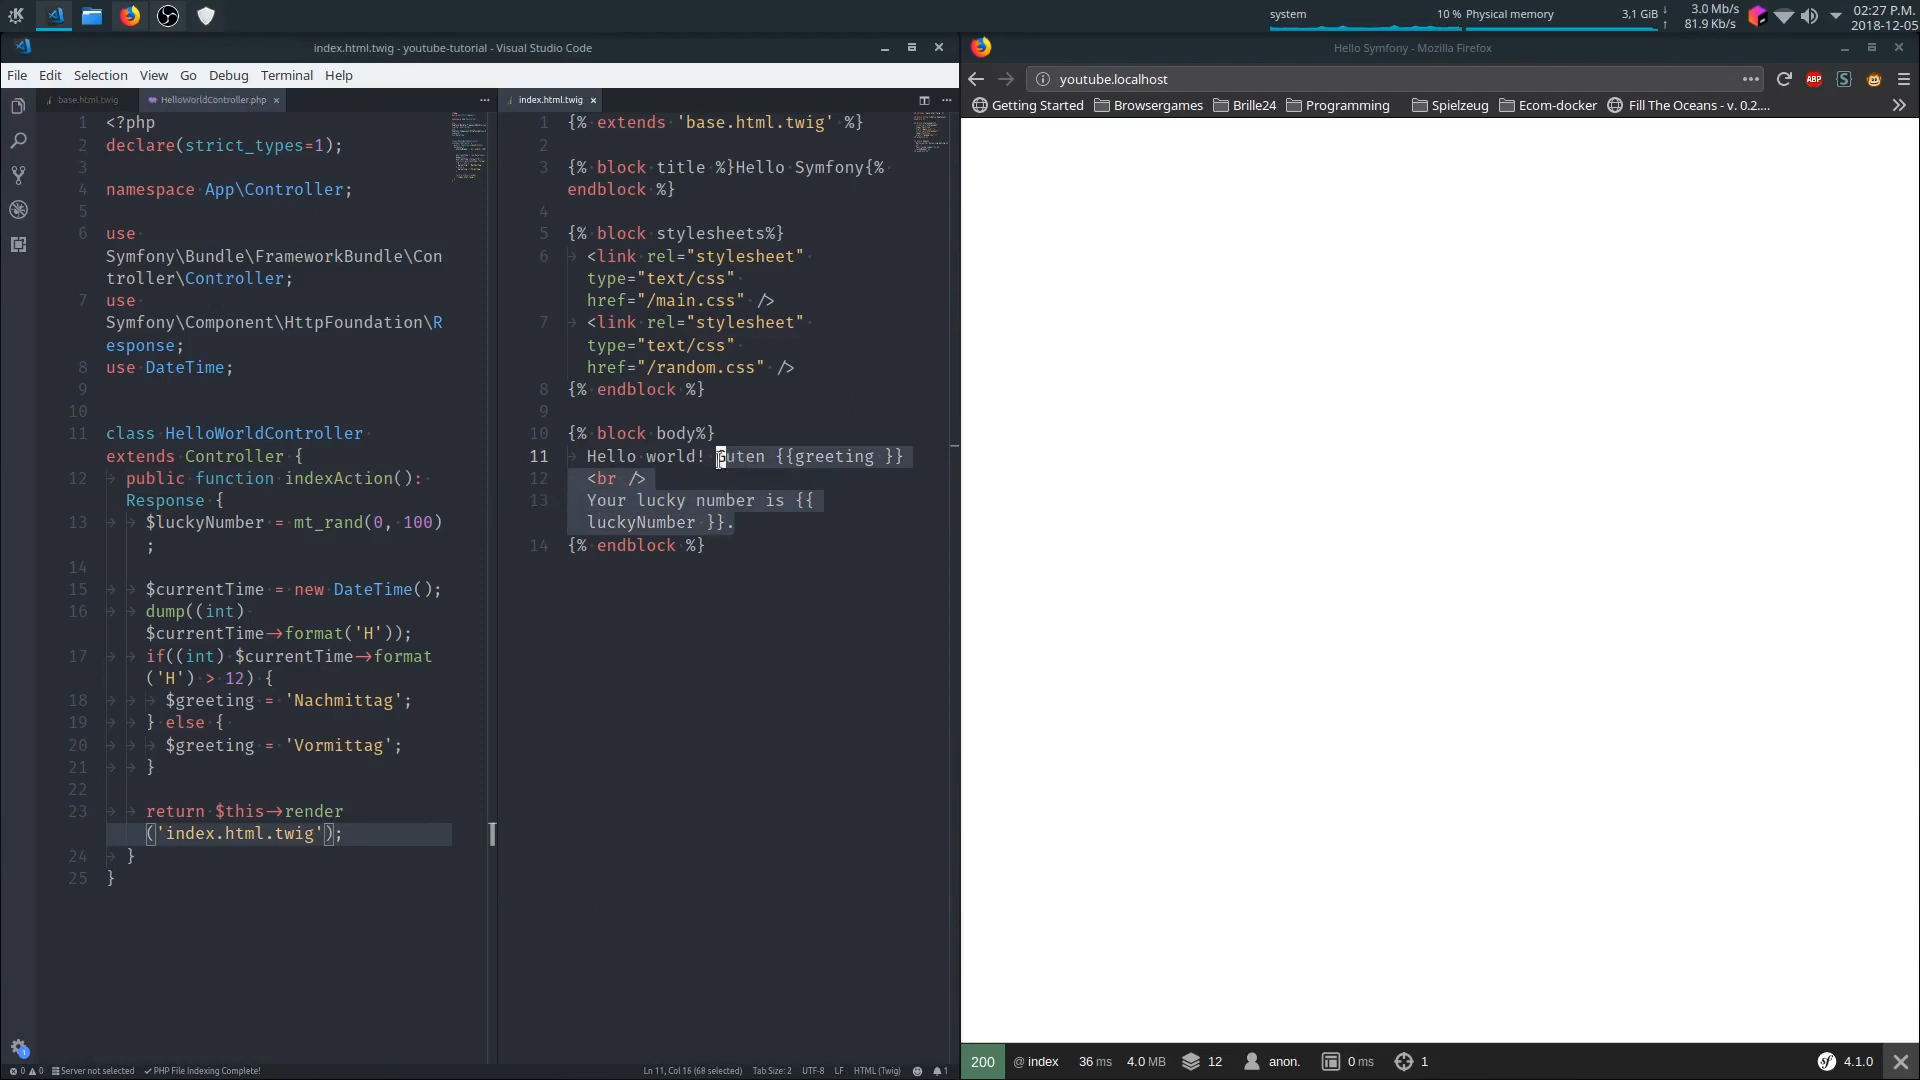 system
10 % Physical memory
3,1 GiB
3.0 Mb/s
81.9 Kb/s
02:27 P.M.
2018-12-05
index.html.twig - youtube-tutorial - Visual Studio Code
File Edit Selection View Go Debug Terminal Help
base.html.twig HelloWorldController.php × ···
1 <?php
2 declare(strict_types=1);
3
4 namespace App\Controller;
5
6 use
Symfony\Bundle\FrameworkBundle\Con
troller\Controller;
7 use
Symfony\Component\HttpFoundation\R
esponse;
8 use DateTime;
9
10
11 class HelloWorldController
extends Controller {
12 public function indexAction():
Response {
13 $luckyNumber = mt_rand(0, 100)
;
14
15 $currentTime = new DateTime();
16 dump((int)
$currentTime->format('H'));
17 if((int) $currentTime->format
('H') > 12) {
18 $greeting = 'Nachmittag';
19 } else {
20 $greeting = 'Vormittag';
21 }
22
23 return $this->render
('index.html.twig');
24 }
25 }
index.html.twig × ···
1 {% extends 'base.html.twig' %}
2
3 {% block title %}Hello Symfony{%
endblock %}
4
5 {% block stylesheets%}
6 <link rel="stylesheet"
type="text/css"
href="/main.css" />
7 <link rel="stylesheet"
type="text/css"
href="/random.css" />
8 {% endblock %}
9
10 {% block body%}
11 Hello world! Guten {{greeting }}
12 <br />
13 Your lucky number is {{
luckyNumber }}.
14 {% endblock %}
0 0 Server not selected PHP File Indexing Complete!
Ln 11, Col 16 (68 selected) Tab Size: 2 UTF-8 LF HTML (Twig) 1
Hello Symfony - Mozilla Firefox
youtube.localhost
ABP
Getting Started Browsergames Brille24 Programming Spielzeug Ecom-docker Fill The Oceans - v. 0.2....
200 @ index 36 ms 4.0 MB 12 anon. 0 ms 1
4.1.0